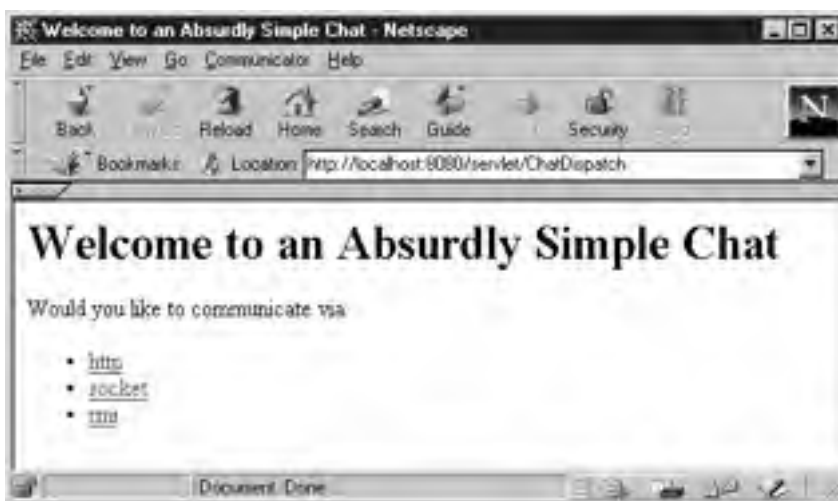 Welcome to an Absurdly Simple Chat - Netscape
File Edit View Go Communicator Help
Back Reload Home Search Guide Security
N
Bookmarks Location: http://localhost:8080/servlet/ChatDispatch
Welcome to an Absurdly Simple Chat
Would you like to communicate via
• http
• socket
• rmi
Document: Done